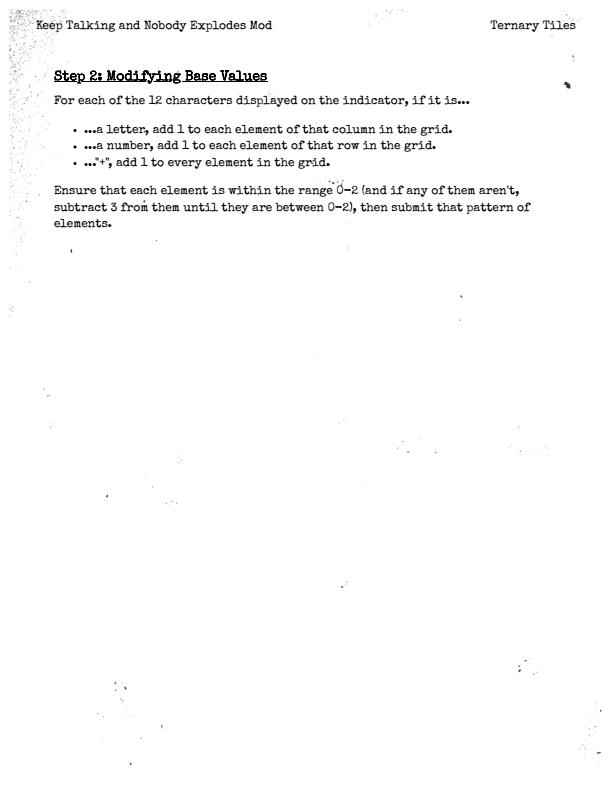 Keep Talking and Nobody Explodes Mod
Ternary Tiles
Step 2: Modifying Base Values
For each of the 12 characters displayed on the indicator, if it is...
• ...a letter, add 1 to each element of that column in the grid.
• ...a number, add 1 to each element of that row in the grid.
• ..."+", add 1 to every element in the grid.
Ensure that each element is within the range 0-2 (and if any of them aren't,
subtract 3 from them until they are between 0-2), then submit that pattern of
elements.